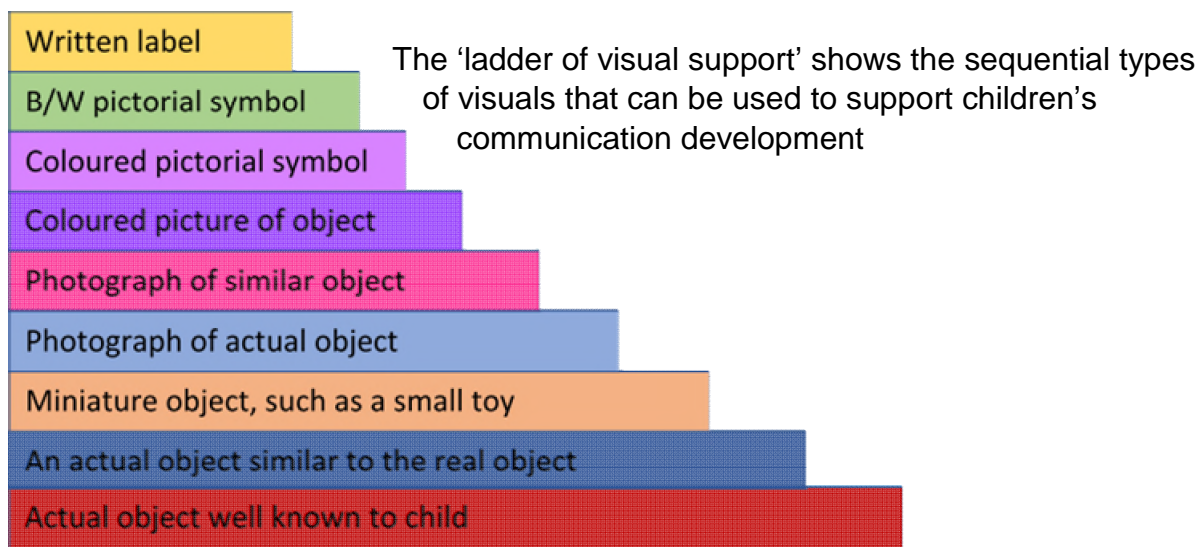 Written label
The ‘ladder of visual support’ shows the sequential types
of visuals that can be used to support children’s
communication development
B/W pictorial symbol
Coloured pictorial symbol
Coloured picture of object
Photograph of similar object
Photograph of actual object
Miniature object, such as a small toy
An actual object similar to the real object
Actual object well known to child